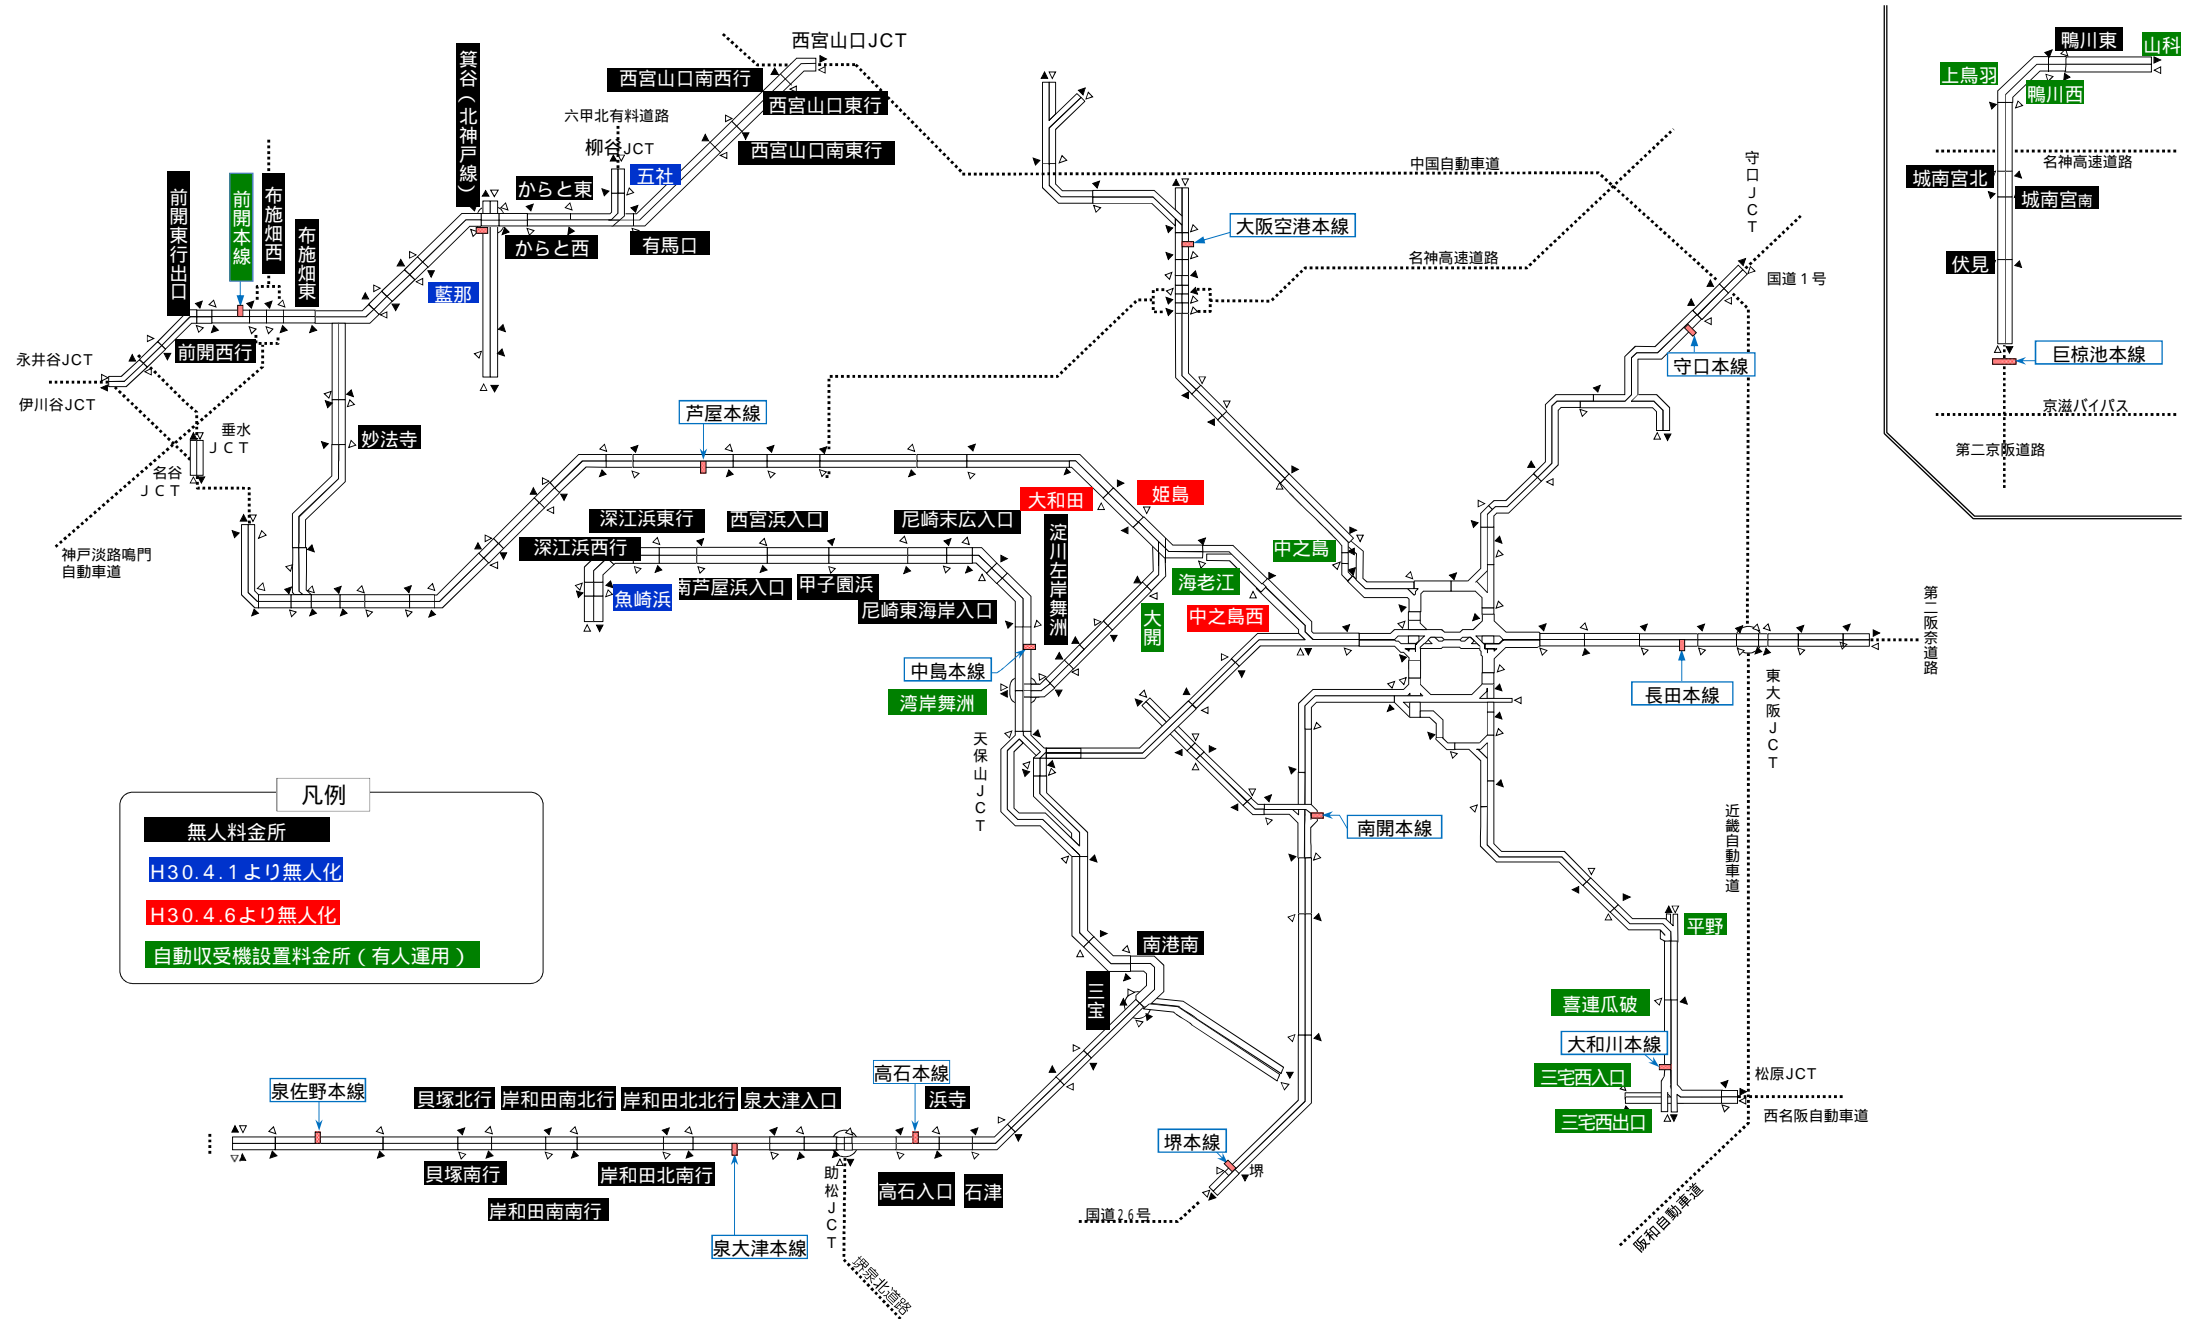 西宮山口JCT
箕谷(北神戸線)
西宮山口南西行
西宮山口東行
六甲北有料道路
柳谷JCT
西宮山口南東行
五社
からと東
からと西
有馬口
前開東行出口
前開本線
布施畑西
布施畑東
藍那
前開西行
永井谷JCT
伊川谷JCT
垂水
JCT
名谷
JCT
妙法寺
神戸淡路鳴門
自動車道
芦屋本線
深江浜東行
深江浜西行
西宮浜入口
尼崎末広入口
魚崎浜
南芦屋浜入口
甲子園浜
尼崎東海岸入口
淀川左岸舞洲
中島本線
湾岸舞洲
大和田
姫島
海老江
大開
中之島西
中之島
大阪空港本線
中国自動車道
名神高速道路
守口JCT
国道1号
守口本線
鴨川東
山科
上鳥羽
鴨川西
名神高速道路
城南宮北
城南宮南
伏見
巨椋池本線
京滋バイパス
第二京阪道路
第二阪奈道路
長田本線
東大阪JCT
近畿自動車道
天保山JCT
南開本線
平野
喜連瓜破
大和川本線
三宅西入口
三宅西出口
松原JCT
西名阪自動車道
阪和自動車道
南港南
三宝
凡例
無人料金所
H30.4.1より無人化
H30.4.6より無人化
自動収受機設置料金所(有人運用)
泉佐野本線
貝塚北行
岸和田南北行
岸和田北北行
泉大津入口
高石本線
浜寺
貝塚南行
岸和田南南行
岸和田北南行
泉大津本線
助松JCT
堺泉北道路
高石入口
石津
堺本線
堺
国道26号